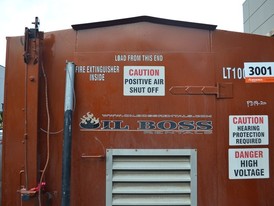 LOAD FROM THIS END
FIRE EXTINGUISHER
INSIDE
CAUTION
POSITIVE AIR
SHUT OFF
LT10
3001
CAUTION
HEARING
PROTECTION
REQUIRED
OIL BOSS
DANGER
HIGH
VOLTAGE